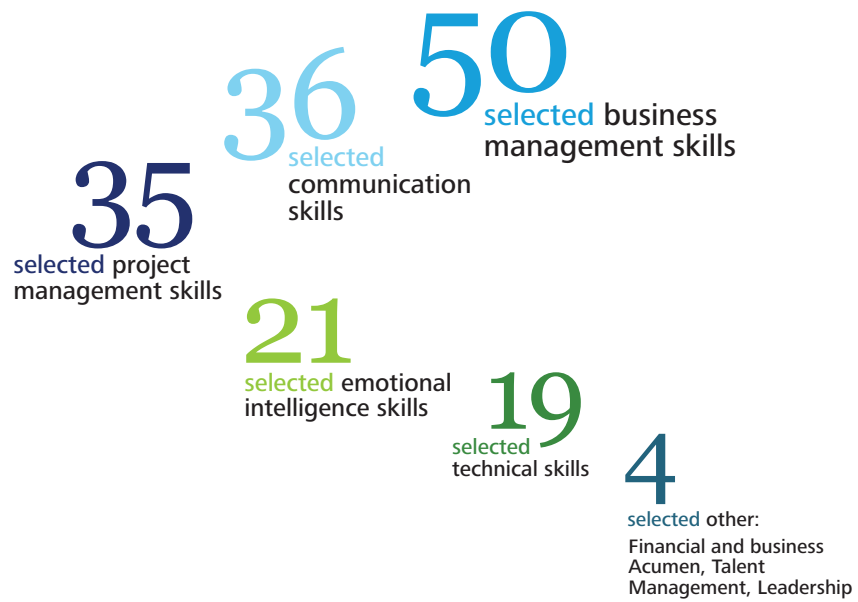 50
selected business
management skills
36
selected
communication
skills
35
selected project
management skills
21
selected emotional
intelligence skills
19
selected
technical skills
4
selected other:
Financial and business
Acumen, Talent
Management, Leadership